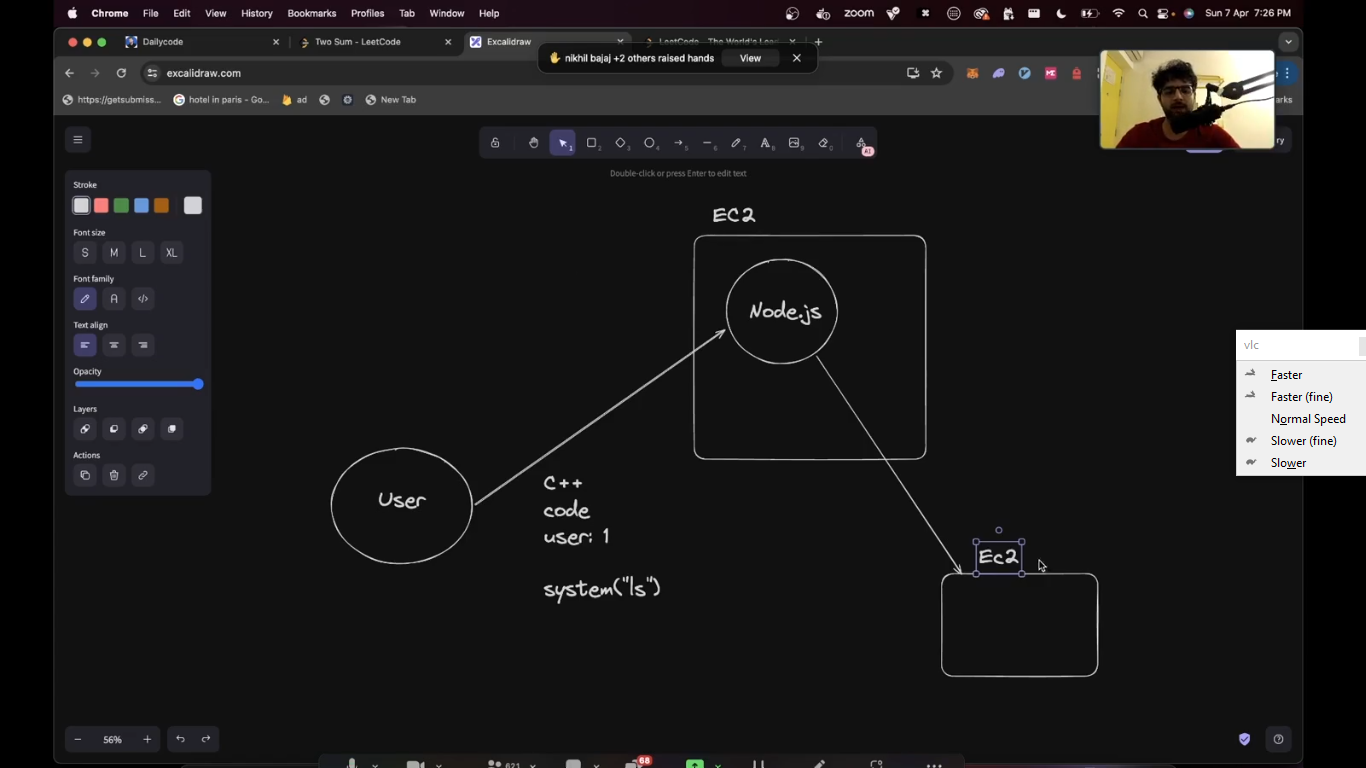 Chrome File Edit View History Bookmarks Profiles Tab Window Help
zoom
Sun 7 Apr 7:26 PM
Dailycode
Two Sum - LeetCode
Excalidraw
LeetCode - The World's Lea
nikhil bajaj +2 others raised hands
View
excalidraw.com
https://getsubmiss...
hotel in paris - Go...
ad
New Tab
arks
Double-click or press Enter to edit text
AI
ry
Stroke
Font size
S M L XL
Font family
A </>
Text align
Opacity
Layers
Actions
EC2
Node.js
User
C++
code
user: 1
system("ls")
Ec2
vlc
Faster
Faster (fine)
Normal Speed
Slower (fine)
Slower
56%
621
68